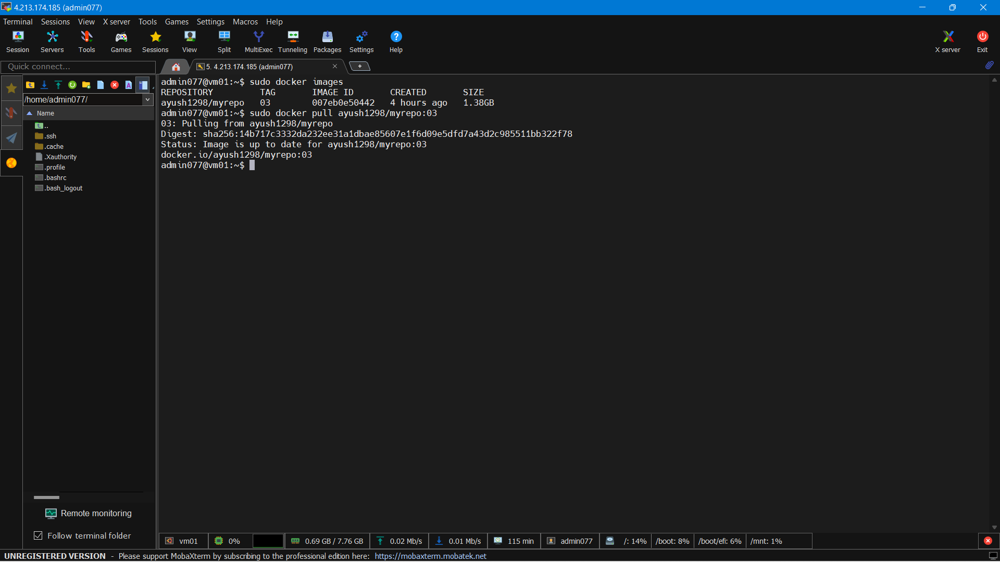 4.213.174.185 (admin077)
Terminal Sessions View X server Tools Games Settings Macros Help
Session Servers Tools Games Sessions View Split MultiExec Tunneling Packages Settings Help X server Exit
Quick connect...
5. 4.213.174.185 (admin077)
/home/admin077/
Name
..
.ssh
.cache
.Xauthority
.profile
.bashrc
.bash_logout
admin077@vm01:~$ sudo docker images
REPOSITORY TAG IMAGE ID CREATED SIZE
ayush1298/myrepo 03 007eb0e50442 4 hours ago 1.38GB
admin077@vm01:~$ sudo docker pull ayush1298/myrepo:03
03: Pulling from ayush1298/myrepo
Digest: sha256:14b717c3332da232ee31a1dbae85607e1f6d09e5dfd7a43d2c985511bb322f78
Status: Image is up to date for ayush1298/myrepo:03
docker.io/ayush1298/myrepo:03
admin077@vm01:~$
Remote monitoring
Follow terminal folder
vm01 0% 0.69 GB / 7.76 GB 0.02 Mb/s 0.01 Mb/s 115 min admin077 /: 14% /boot: 8% /boot/efi: 6% /mnt: 1%
UNREGISTERED VERSION - Please support MobaXterm by subscribing to the professional edition here: https://mobaxterm.mobatek.net